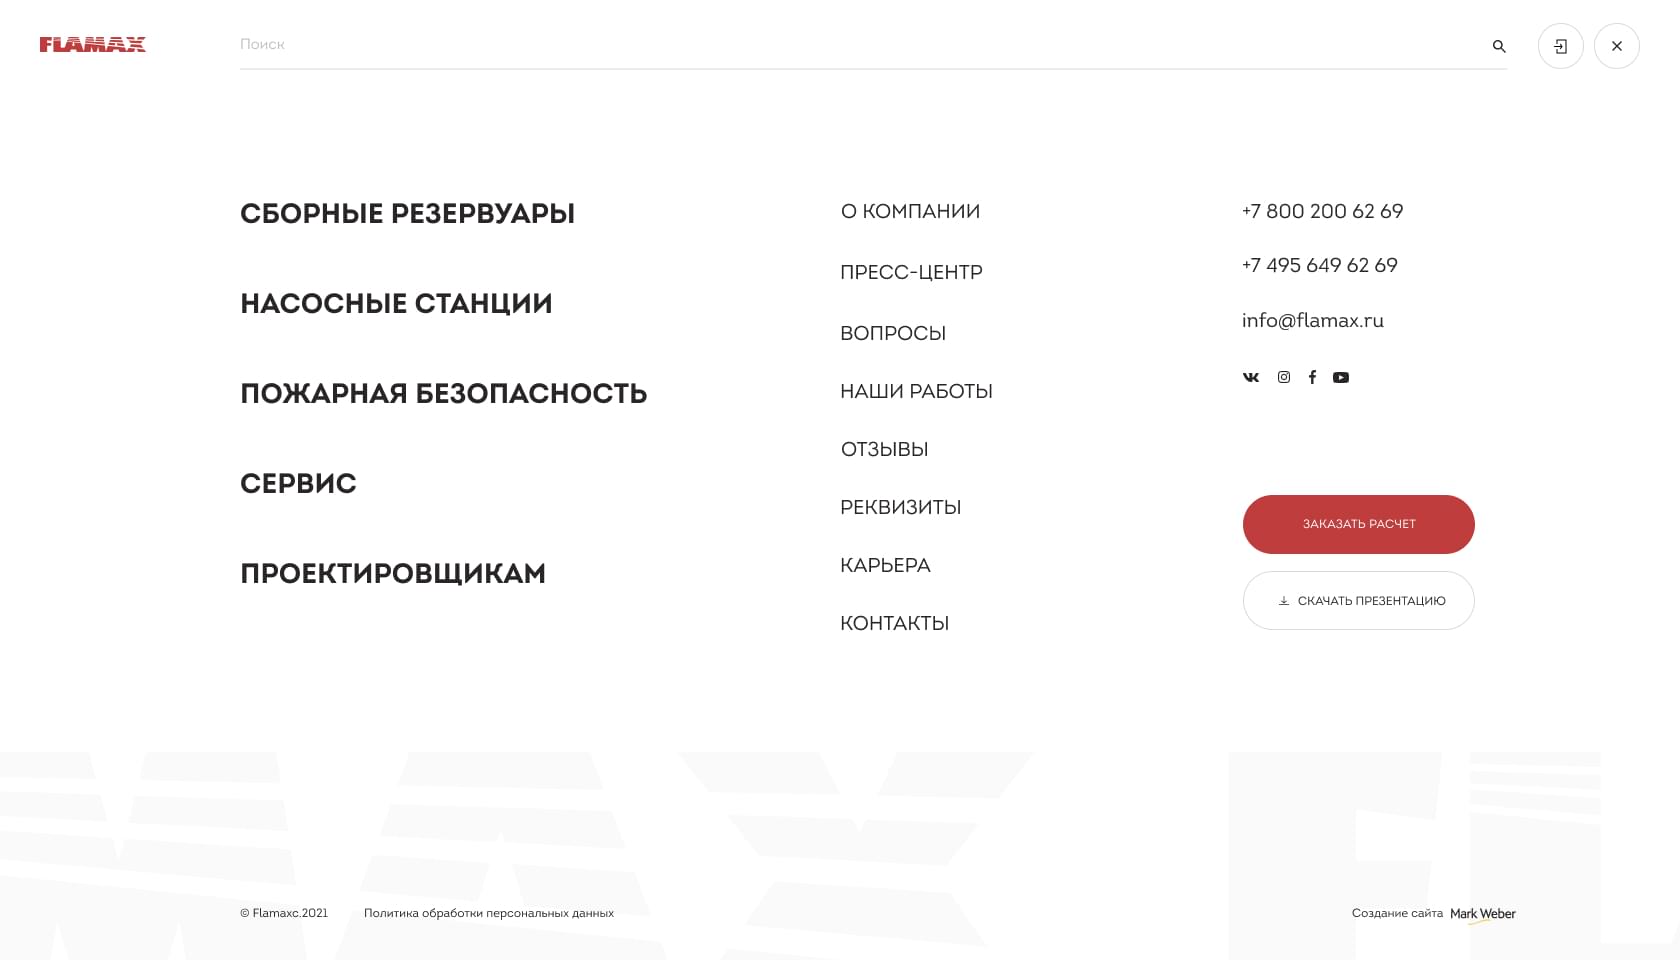 FLAMAX
Поиск
СБОРНЫЕ РЕЗЕРВУАРЫ
НАСОСНЫЕ СТАНЦИИ
ПОЖАРНАЯ БЕЗОПАСНОСТЬ
СЕРВИС
ПРОЕКТИРОВЩИКАМ
О КОМПАНИИ
ПРЕСС-ЦЕНТР
ВОПРОСЫ
НАШИ РАБОТЫ
ОТЗЫВЫ
РЕКВИЗИТЫ
КАРЬЕРА
КОНТАКТЫ
+7 800 200 62 69
+7 495 649 62 69
info@flamax.ru
ЗАКАЗАТЬ РАСЧЕТ
СКАЧАТЬ ПРЕЗЕНТАЦИЮ
© Flamaxc.2021 Политика обработки персональных данных
Создание сайта Mark Weber